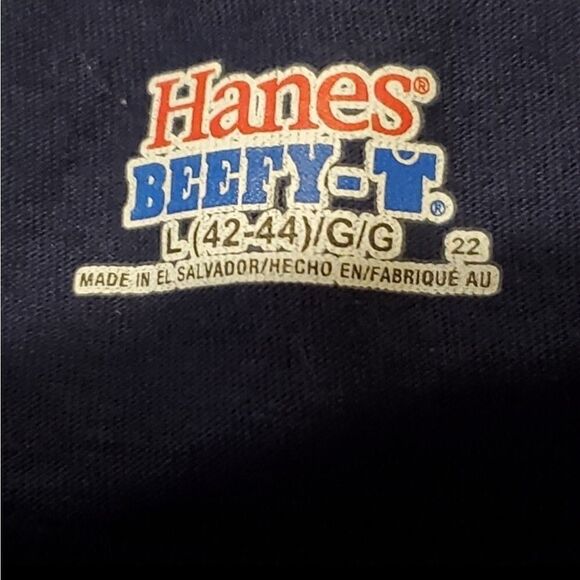 Hanes®
BEEFY-T®
L (42-44)/G/G 22
MADE IN EL SALVADOR/HECHO EN/FABRIQUÉ AU